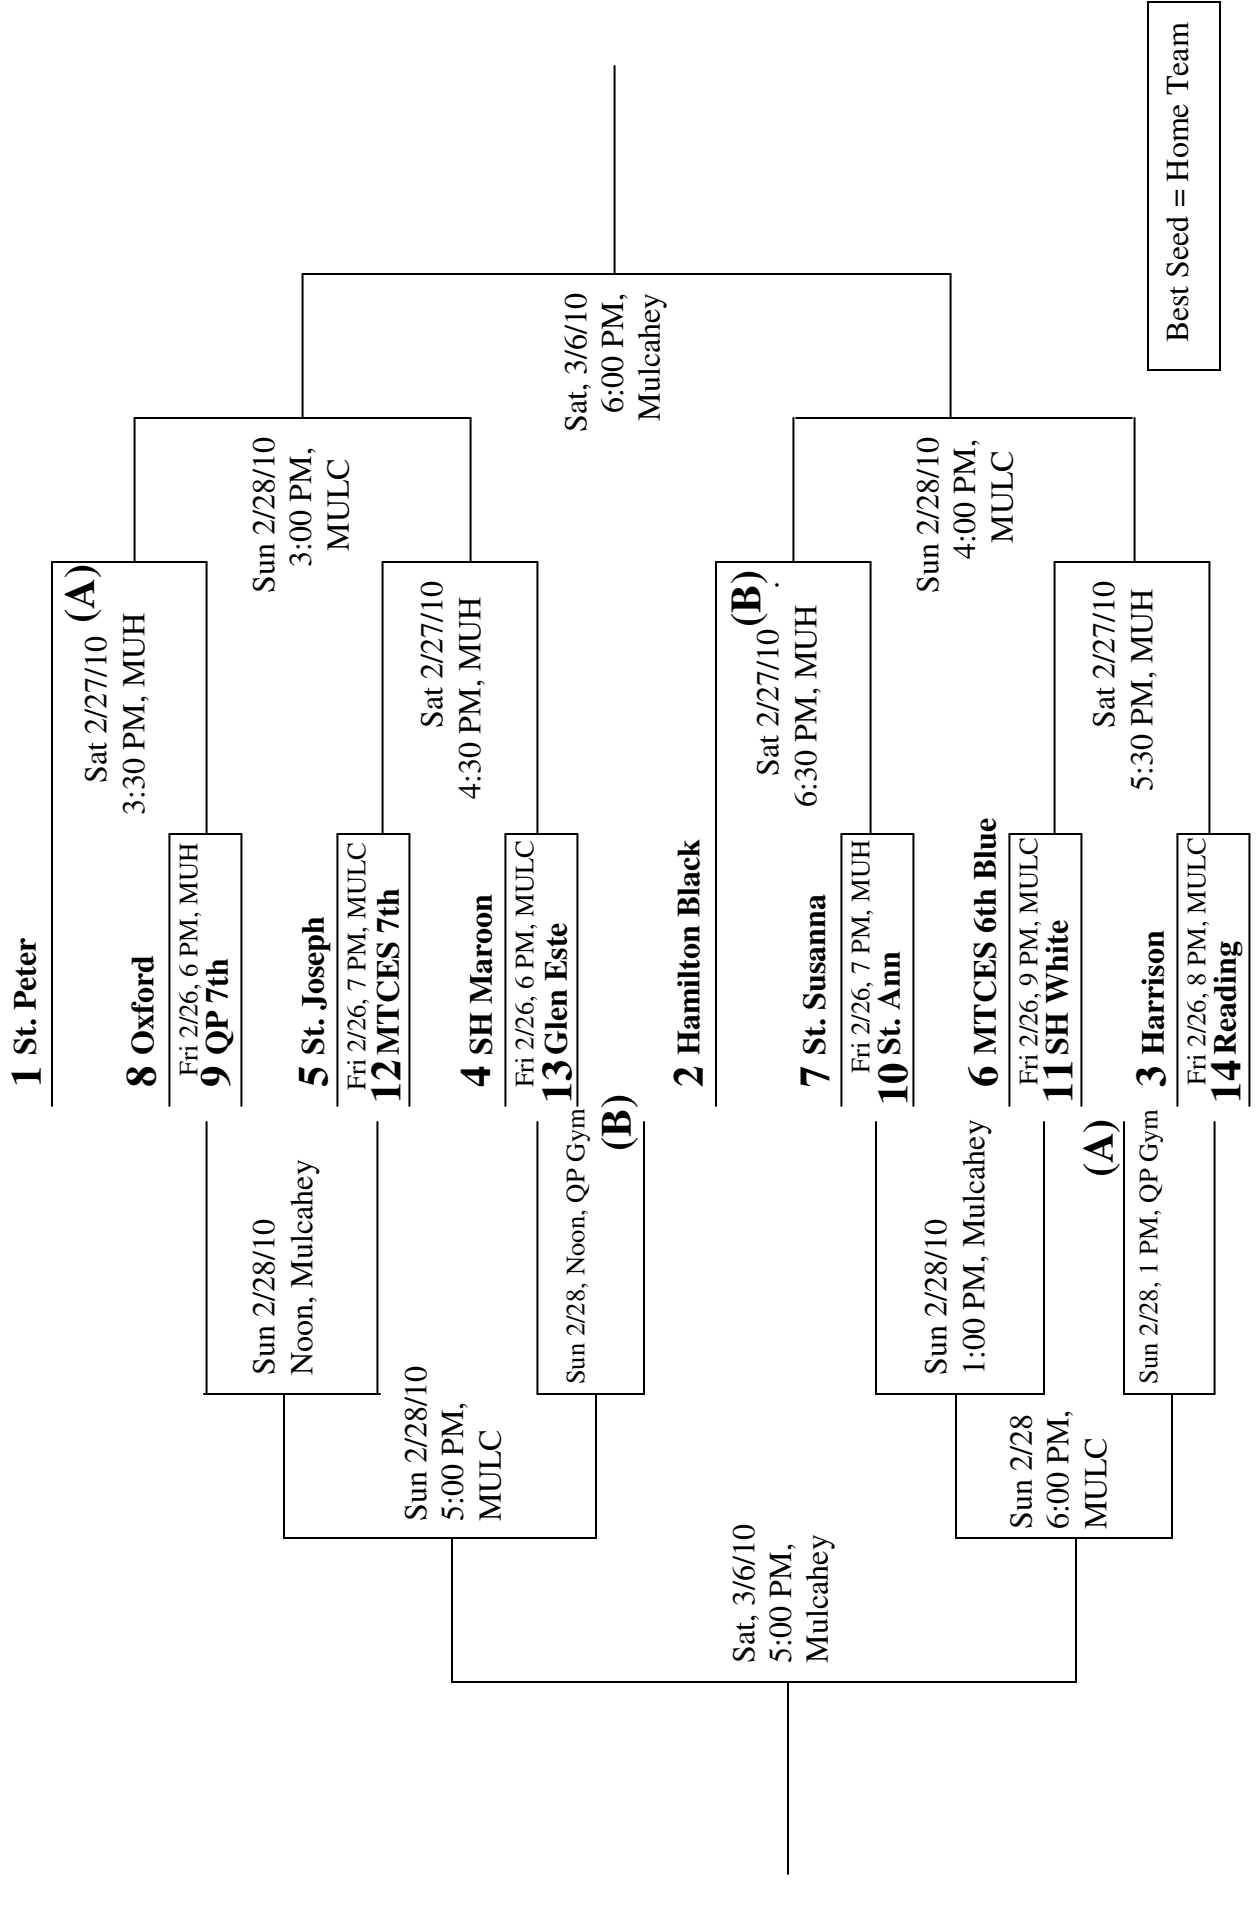 1 St. Peter
Sat 2/27/10
(A)
3:30 PM, MUH
8 Oxford
Fri 2/26, 6 PM, MUH
9 QP 7th
Sun 2/28/10
3:00 PM,
MULC
5 St. Joseph
Fri 2/26, 7 PM, MULC
12 MTCES 7th
Sat 2/27/10
4:30 PM, MUH
4 SH Maroon
Fri 2/26, 6 PM, MULC
13 Glen Este
Sat, 3/6/10
6:00 PM,
Mulcahey
2 Hamilton Black
(B)
Sat 2/27/10 .
6:30 PM, MUH
7 St. Susanna
Fri 2/26, 7 PM, MUH
10 St. Ann
Sun 2/28/10
4:00 PM,
MULC
6 MTCES 6th Blue
Fri 2/26, 9 PM, MULC
11 SH White
Sat 2/27/10
5:30 PM, MUH
3 Harrison
Fri 2/26, 8 PM, MULC
14 Reading
Best Seed = Home Team
Sun 2/28/10
Noon, Mulcahey
Sun 2/28/10
5:00 PM,
MULC
Sun 2/28, Noon, QP Gym
(B)
Sat, 3/6/10
5:00 PM,
Mulcahey
Sun 2/28/10
1:00 PM, Mulcahey
Sun 2/28
6:00 PM,
MULC
(A)
Sun 2/28, 1 PM, QP Gym